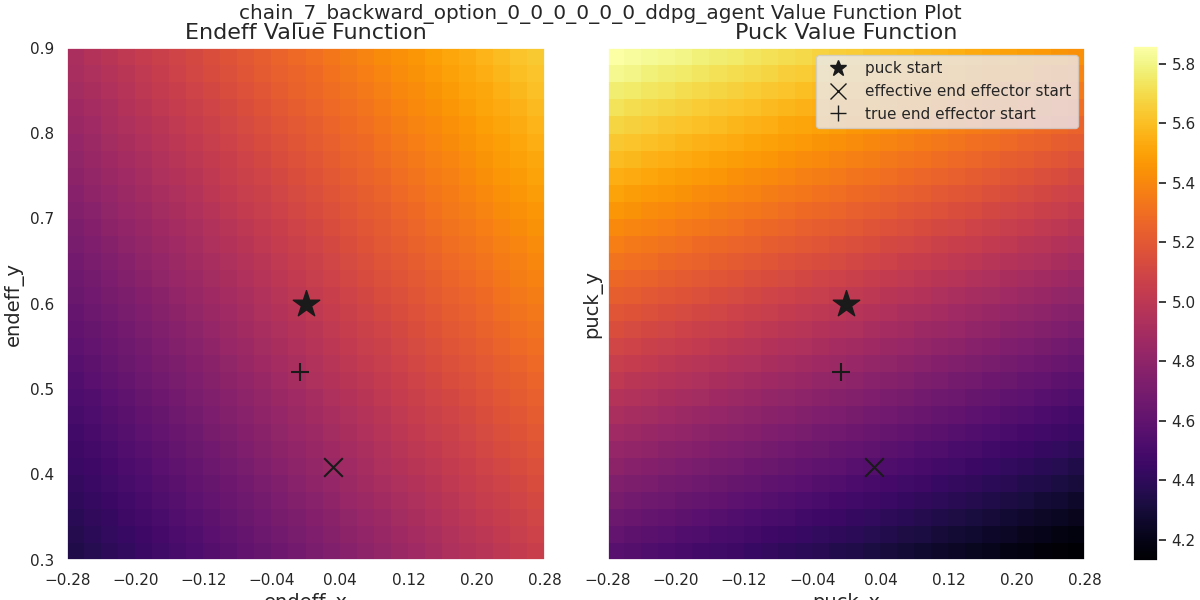 chain_7_backward_option_0_0_0_0_0_0_ddpg_agent Value Function Plot
Endeff Value Function
Puck Value Function
puck start
effective end effector start
true end effector start
endeff_y
0.9
0.8
0.7
0.6
0.5
0.4
0.3
−0.28 −0.20 −0.12 −0.04 0.04 0.12 0.20 0.28
endeff_x
puck_y
−0.28 −0.20 −0.12 −0.04 0.04 0.12 0.20 0.28
puck_x
5.8
5.6
5.4
5.2
5.0
4.8
4.6
4.4
4.2